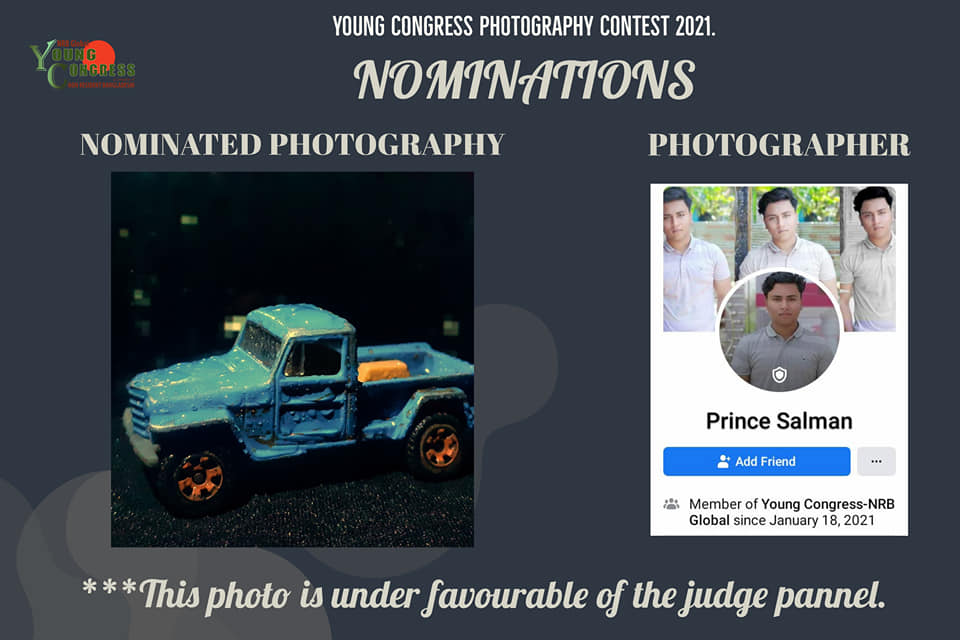 YOUNG CONGRESS PHOTOGRAPHY CONTEST 2021.
Young
Congress
NOMINATIONS
NOMINATED PHOTOGRAPHY
PHOTOGRAPHER
Prince Salman
Add Friend
Member of Young Congress-NRB
Global since January 18, 2021
***This photo is under favourable of the judge pannel.